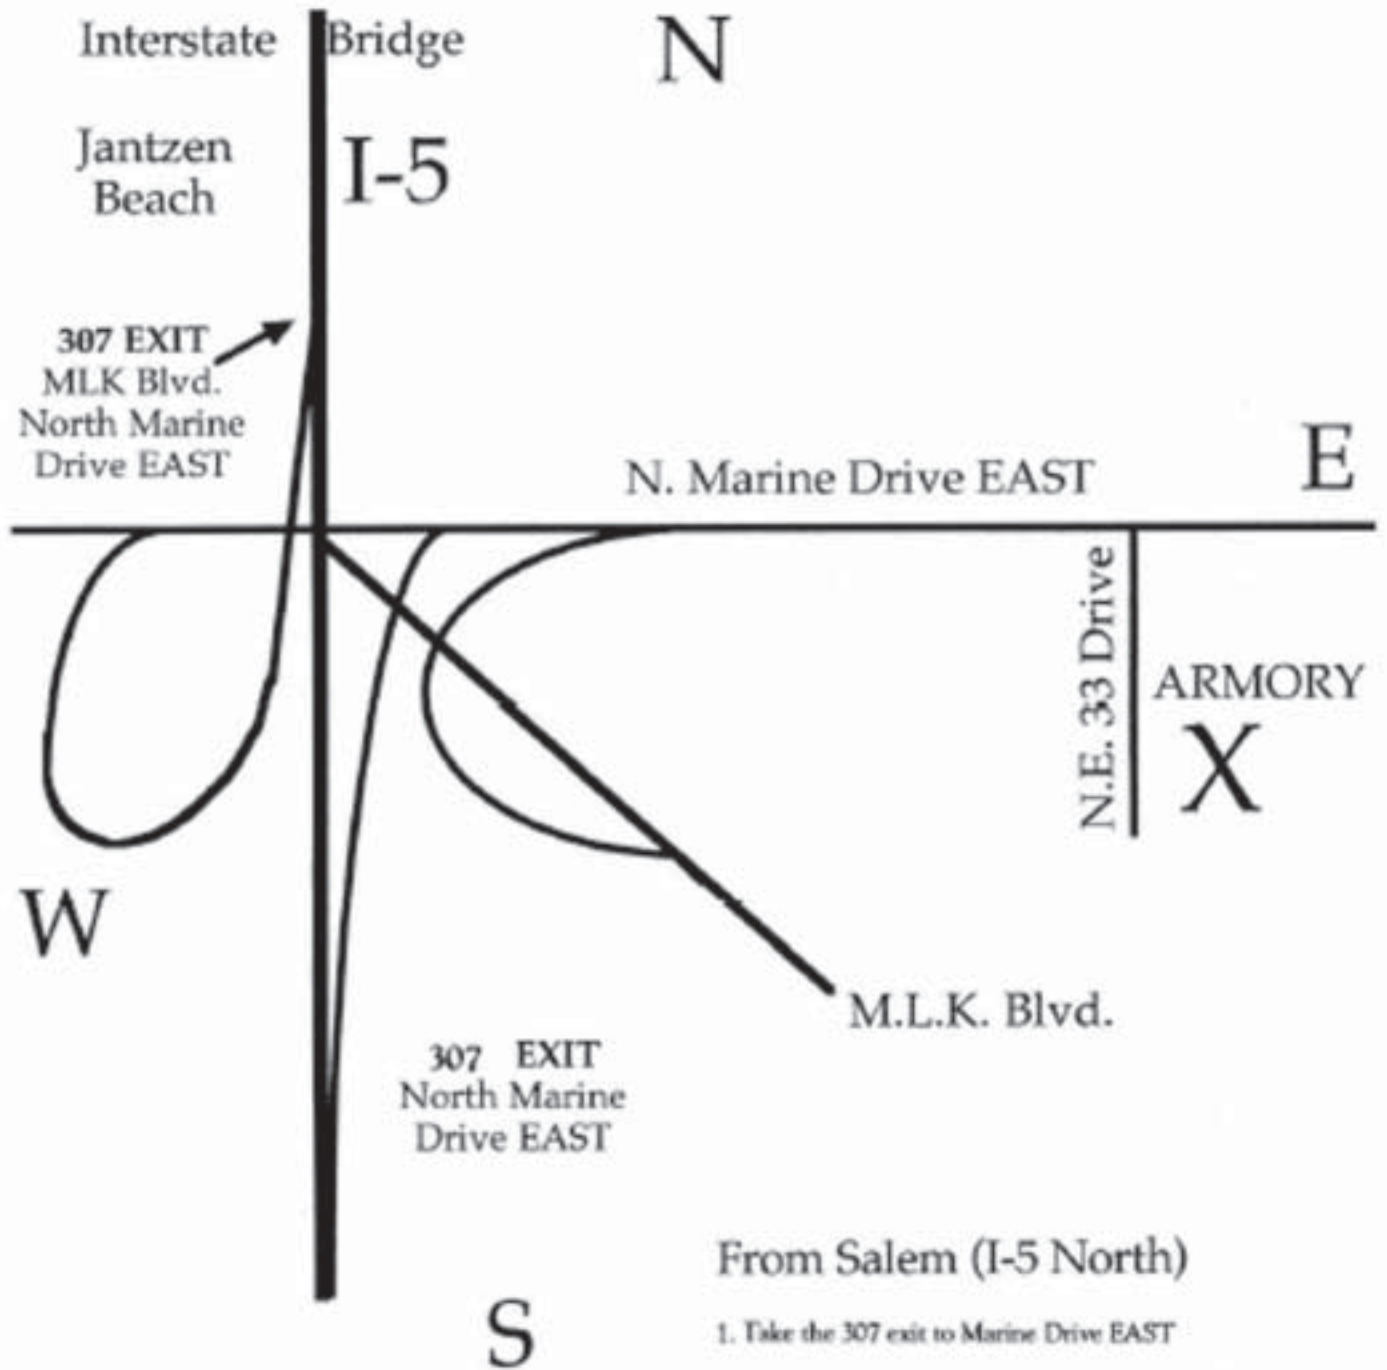 Interstate Bridge
N
Jantzen
Beach
I-5
307 EXIT
MLK Blvd.
North Marine
Drive EAST
N. Marine Drive EAST
E
N.E. 33 Drive
ARMORY
X
W
M.L.K. Blvd.
307 EXIT
North Marine
Drive EAST
From Salem (I-5 North)
S
1. Take the 307 exit to Marine Drive EAST